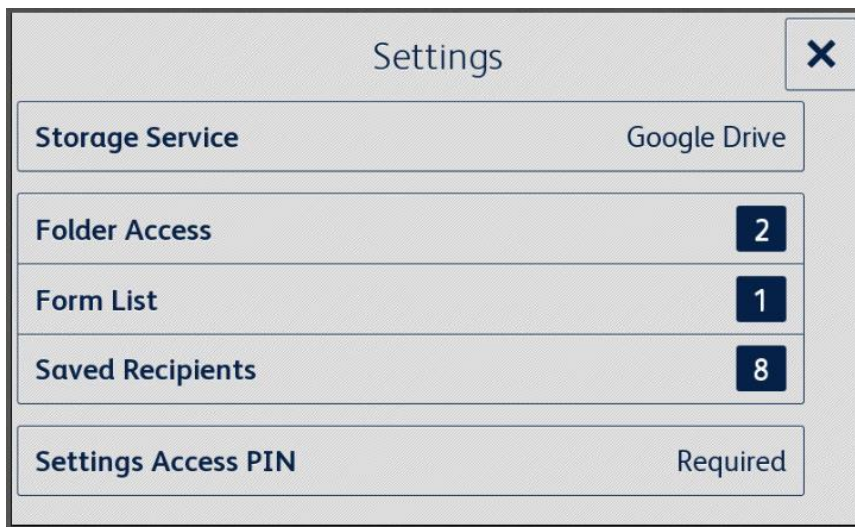 Settings
Storage Service Google Drive
Folder Access 2
Form List 1
Saved Recipients 8
Settings Access PIN Required